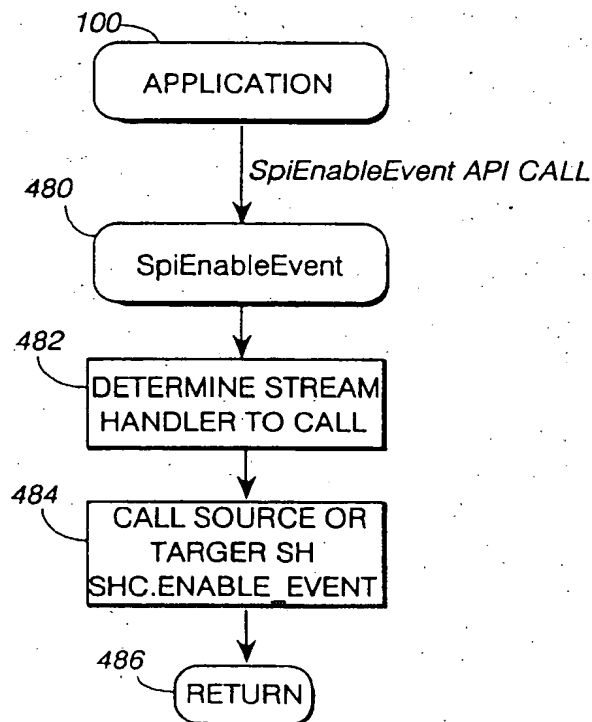 100
APPLICATION
SpiEnableEvent API CALL
480
SpiEnableEvent
482
DETERMINE STREAM
HANDLER TO CALL
484
CALL SOURCE OR
TARGER SH
SHC.ENABLE_EVENT
486
RETURN